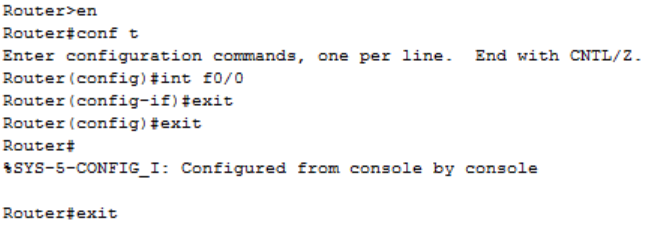 Router>en
Router#conf t
Enter configuration commands, one per line.  End with CNTL/Z.
Router(config)#int f0/0
Router(config-if)#exit
Router(config)#exit
Router#
%SYS-5-CONFIG_I: Configured from console by console

Router#exit